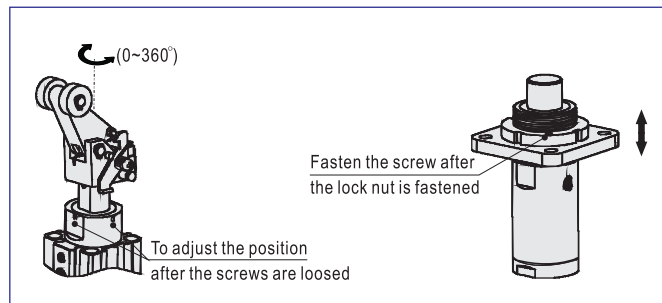 (0~360°)
Fasten the screw after
the lock nut is fastened
To adjust the position
after the screws are loosed